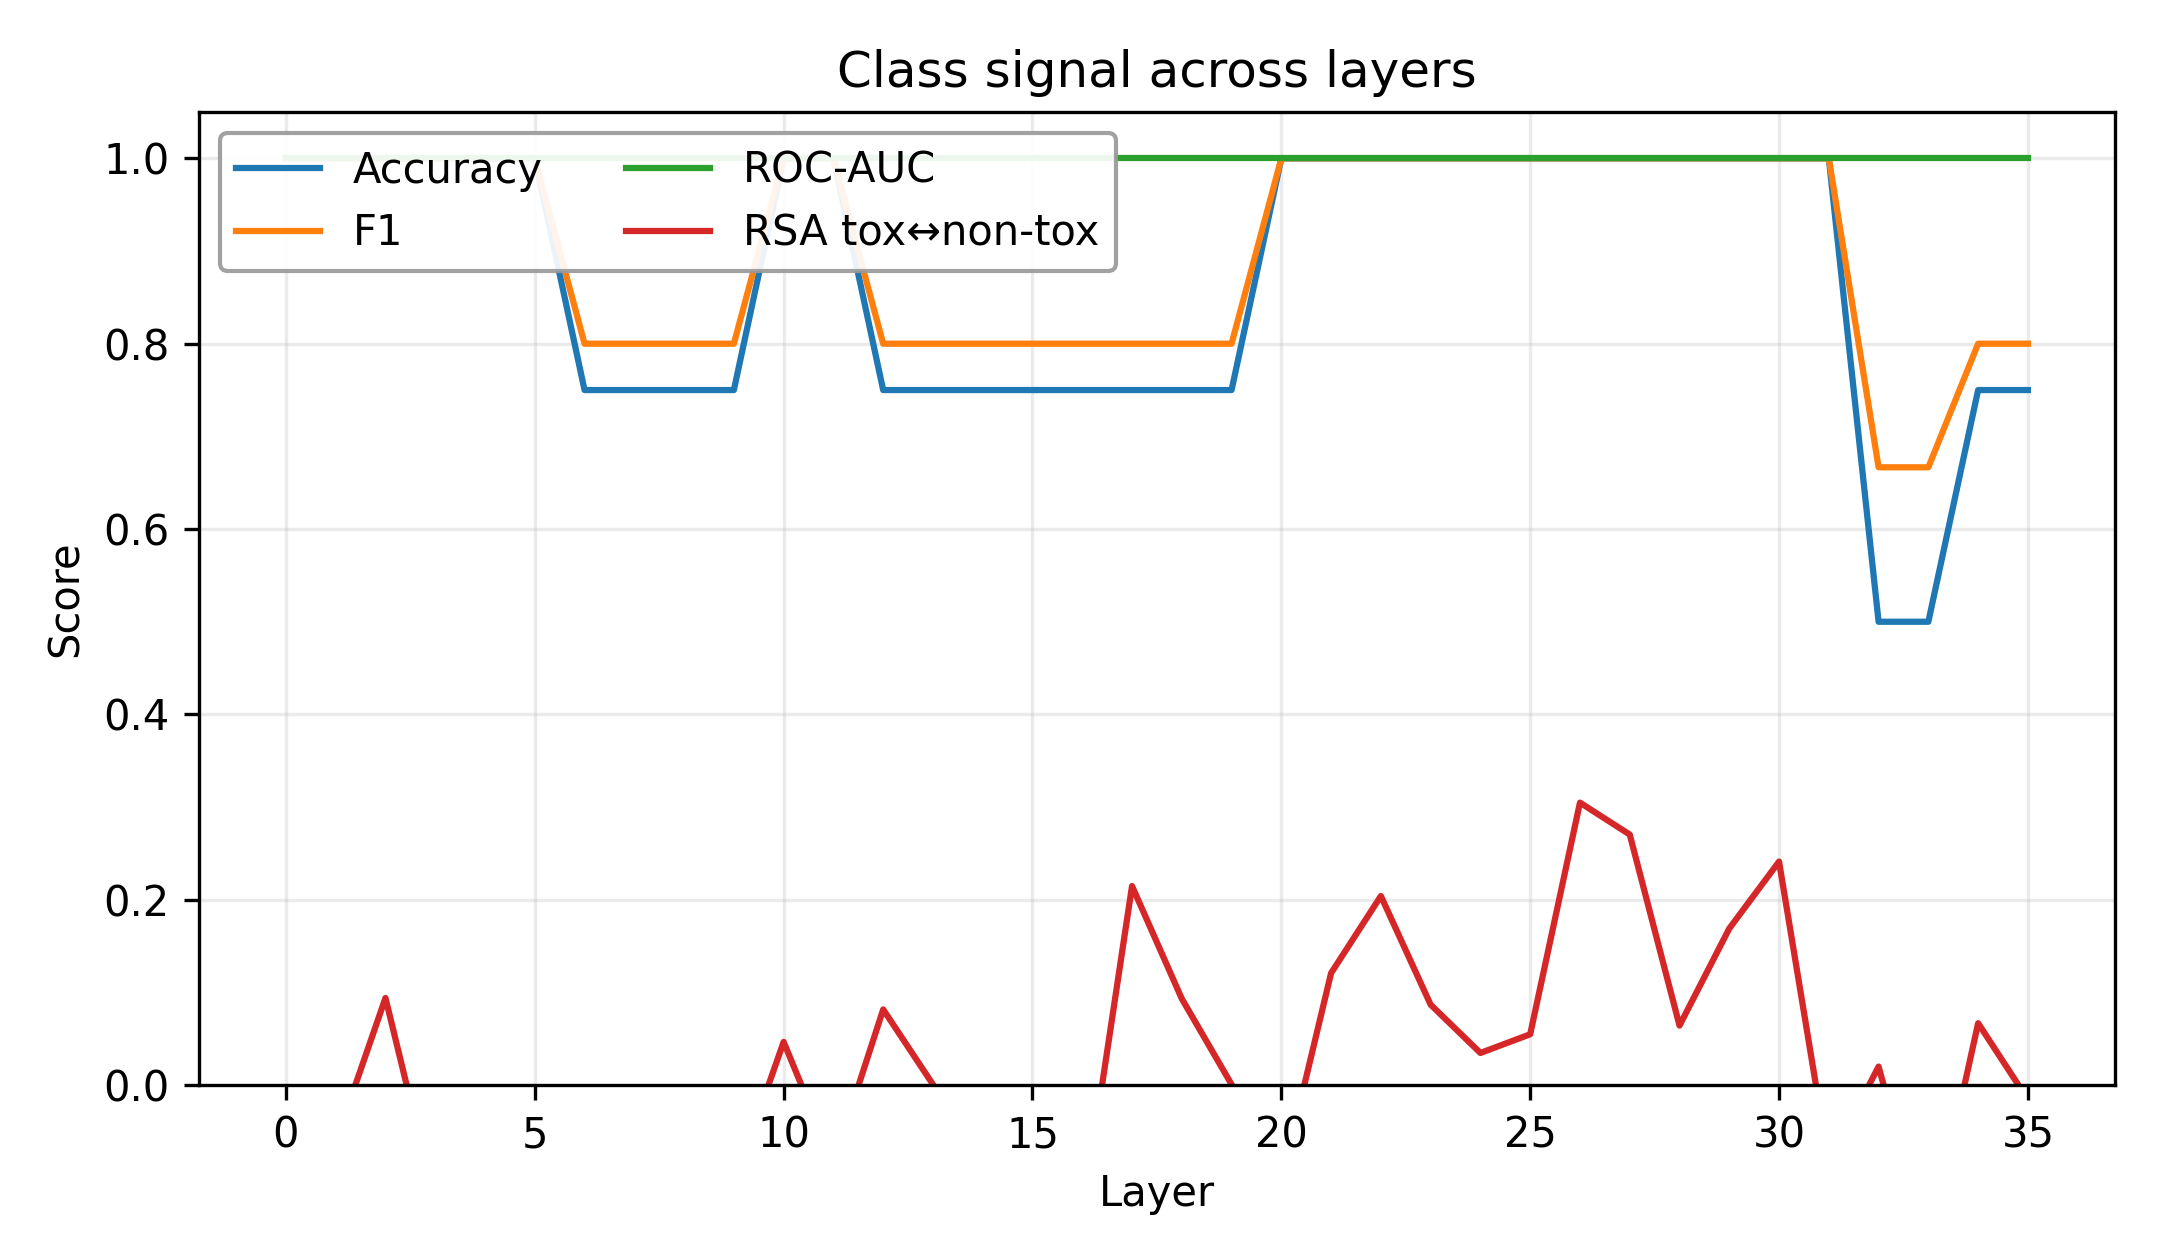 Class signal across layers
Accuracy
F1
ROC-AUC
RSA tox↔non-tox
1.0
0.8
0.6
0.4
0.2
0.0
Score
0 5 10 15 20 25 30 35
Layer